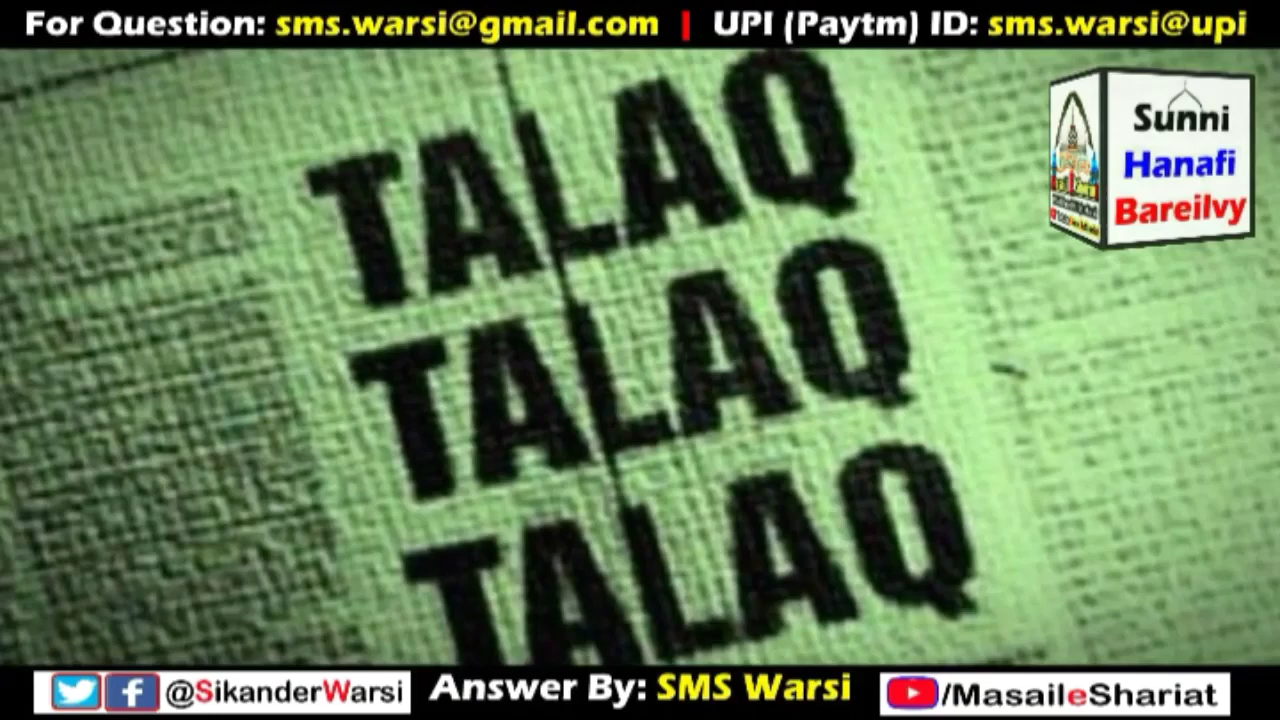 For Question: sms.warsi@gmail.com | UPI (Paytm) ID: sms.warsi@upi
Sunni
Hanafi
Bareilvy
TALAQ
TALAQ
TALAQ
@SikanderWarsi
Answer By: SMS Warsi
/MasaileShariat